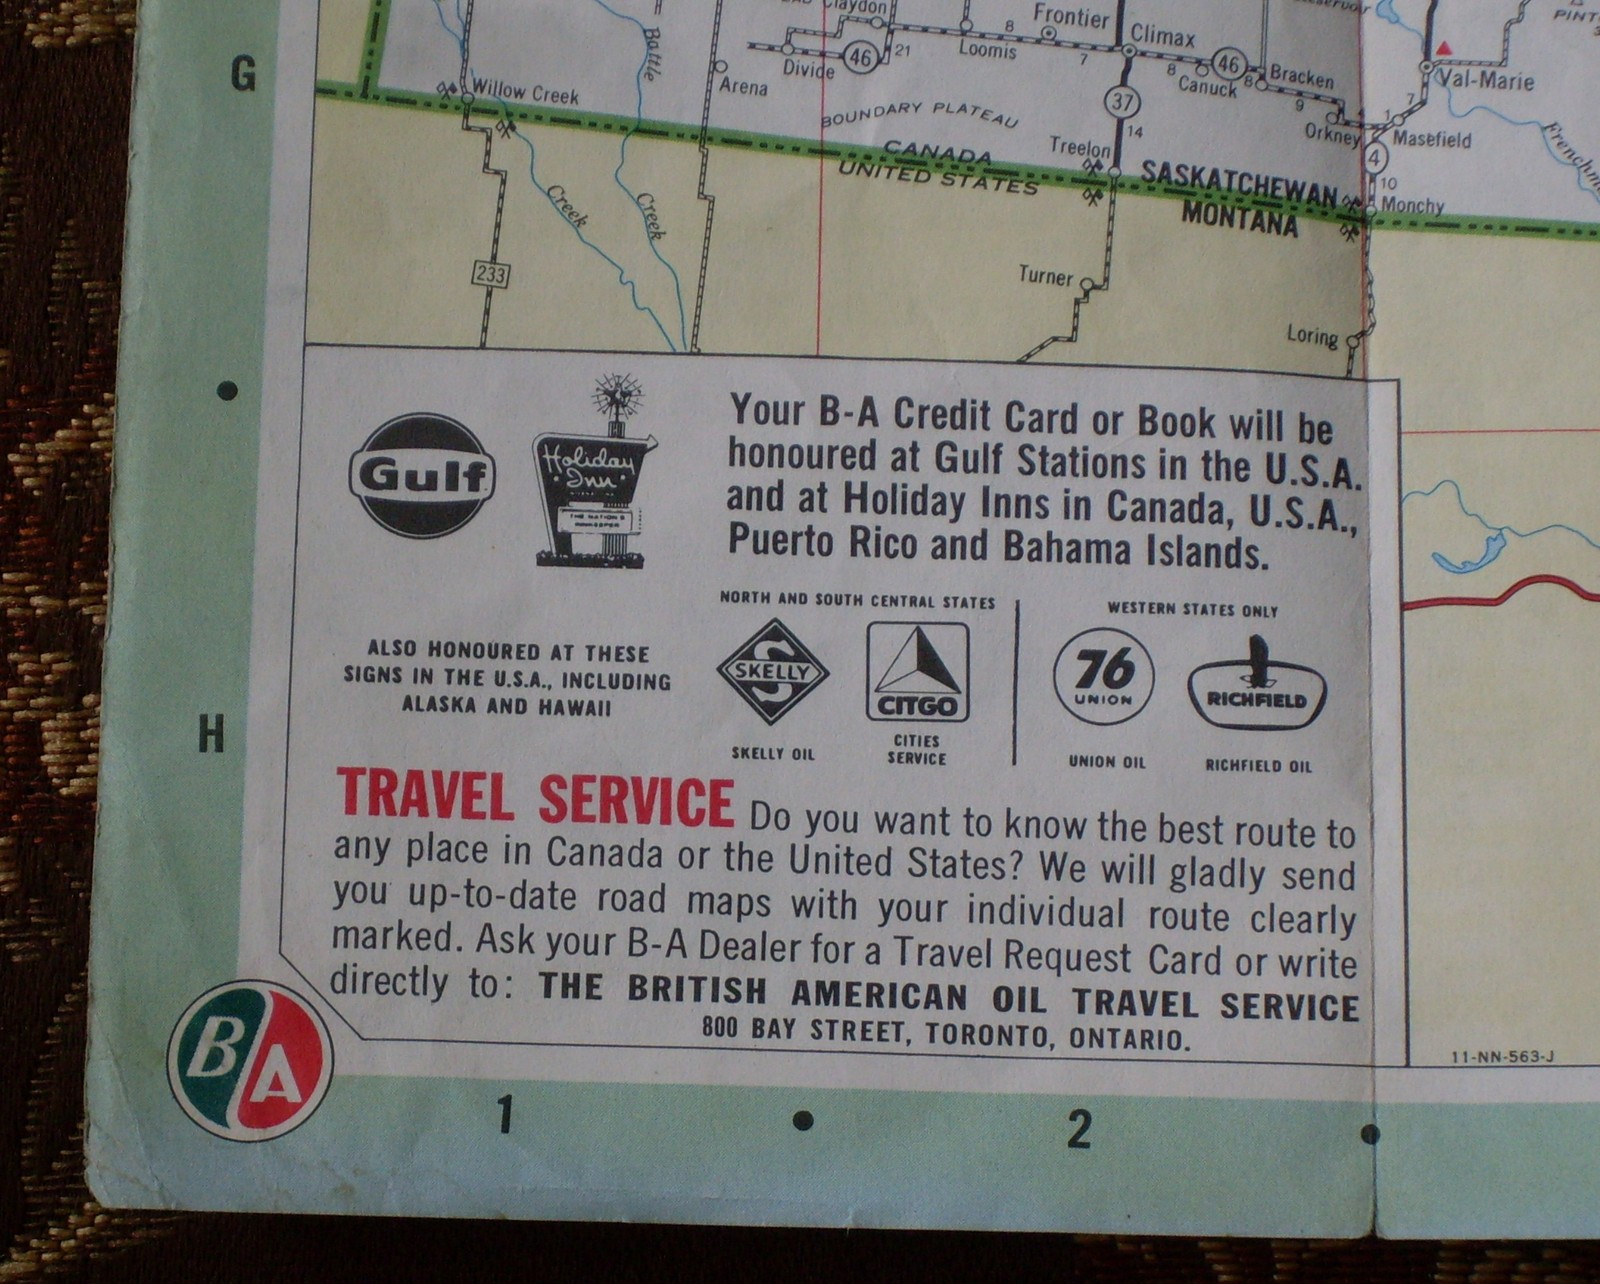 Claydon
Frontier
Climax
8
Loomis
7
21
46
Divide
Battle
Arena
G
Willow Creek
8
Canuck
46
8
Bracken
9
Val-Marie
7
1
Orkney
Masefield
BOUNDARY PLATEAU
37
14
Treelon
CANADA
UNITED STATES
SASKATCHEWAN
MONTANA
4
10
Monchy
Creek
Creek
233
Turner
Loring
Gulf
Holiday
Inn
THE NATION'S
INNKEEPER
Your B-A Credit Card or Book will be
honoured at Gulf Stations in the U.S.A.
and at Holiday Inns in Canada, U.S.A.,
Puerto Rico and Bahama Islands.
NORTH AND SOUTH CENTRAL STATES
WESTERN STATES ONLY
ALSO HONOURED AT THESE
SIGNS IN THE U.S.A., INCLUDING
ALASKA AND HAWAII
SKELLY
CITGO
76
UNION
RICHFIELD
SKELLY OIL
CITIES
SERVICE
UNION OIL
RICHFIELD OIL
H
TRAVEL SERVICE Do you want to know the best route to
any place in Canada or the United States? We will gladly send
you up-to-date road maps with your individual route clearly
marked. Ask your B-A Dealer for a Travel Request Card or write
directly to: THE BRITISH AMERICAN OIL TRAVEL SERVICE
800 BAY STREET, TORONTO, ONTARIO.
11-NN-563-J
BA
1
2